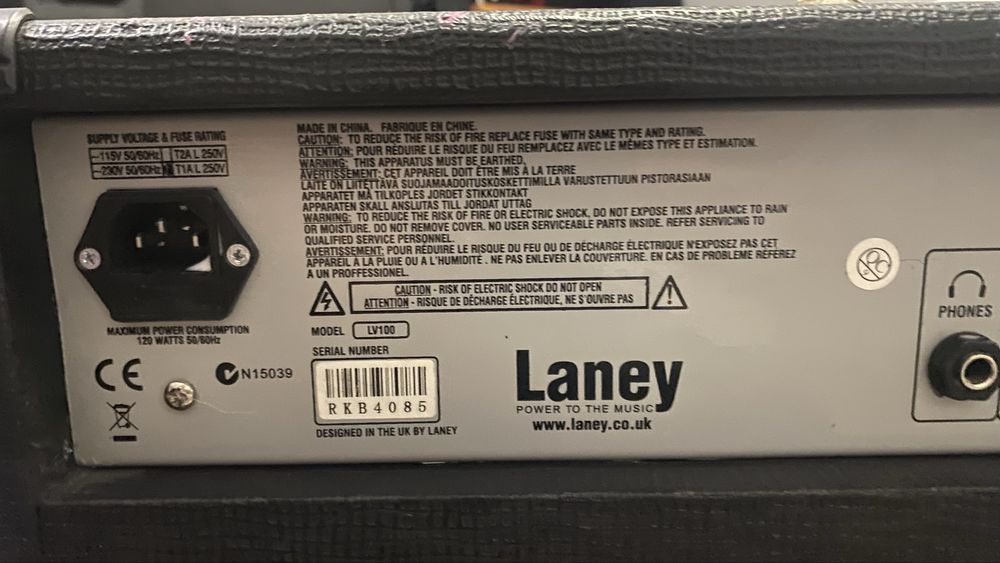 SUPPLY VOLTAGE & FUSE RATING
~115V 50/60Hz T2A L 250V
~230V 50/60Hz T1A L 250V
MADE IN CHINA. FABRIQUE EN CHINE.
CAUTION: TO REDUCE THE RISK OF FIRE REPLACE FUSE WITH SAME TYPE AND RATING.
ATTENTION: POUR RÉDUIRE LE RISQUE DU FEU REMPLACEZ AVEC LE MÊMES TYPE ET ESTIMATION.
WARNING: THIS APPARATUS MUST BE EARTHED.
AVERTISSEMENT: CET APPAREIL DOIT ÊTRE MIS À LA TERRE
LAITE ON LIITETTAVA SUOJAMAADOITUSKOSKETTIMILLA VARUSTETTUUN PISTORASIAAN
APPARATET MÅ TILKOPLES JORDET STIKKONTAKT
APPARATEN SKALL ANSLUTAS TILL JORDAT UTTAG
WARNING: TO REDUCE THE RISK OF FIRE OR ELECTRIC SHOCK. DO NOT EXPOSE THIS APPLIANCE TO RAIN
OR MOISTURE. DO NOT REMOVE COVER. NO USER SERVICEABLE PARTS INSIDE. REFER SERVICING TO
QUALIFIED SERVICE PERSONNEL.
AVERTISSEMENT: POUR RÉDUIRE LE RISQUE DU FEU OU DE DÉCHARGE ÉLECTRIQUE N'EXPOSEZ PAS CET
APPAREIL À LA PLUIE OU A L'HUMIDITÉ. NE PAS ENLEVER LA COUVERTURE. EN CAS DE PROBLEME RÉFÉREZ
A UN PROFFESSIONEL.
CAUTION - RISK OF ELECTRIC SHOCK DO NOT OPEN
ATTENTION - RISQUE DE DÉCHARGE ÉLECTRIQUE, NE S'OUVRE PAS
MAXIMUM POWER CONSUMPTION
120 WATTS 50/60Hz
MODEL LV100
SERIAL NUMBER
RKB4085
DESIGNED IN THE UK BY LANEY
CE
N15039
Laney
POWER TO THE MUSIC
www.laney.co.uk
PHONES